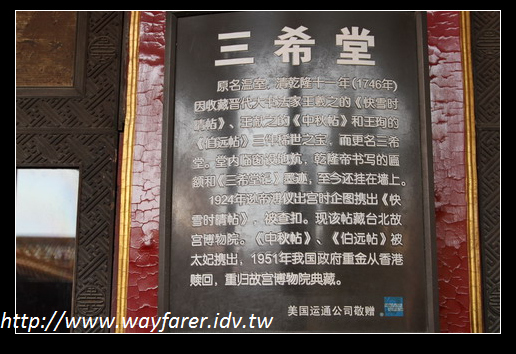 三希堂
原名温室。清乾隆十一年(1746年)
因收藏晋代大书法家王羲之的《快雪时
晴帖》、王献之的《中秋帖》和王珣的
《伯远帖》三件稀世之宝，而更名三希
堂。堂内临窗设地炕，乾隆帝书写的匾
额和《三希堂记》墨迹，至今还挂在墙上。
1924年逊帝溥仪出宫时企图携出《快
雪时晴帖》，被查扣。现该帖藏台北故
宫博物院。《中秋帖》、《伯远帖》被
太妃携出，1951年我国政府重金从香港
赎回，重归故宫博物院典藏。
美国运通公司敬赠
http://www.wayfarer.idv.tw